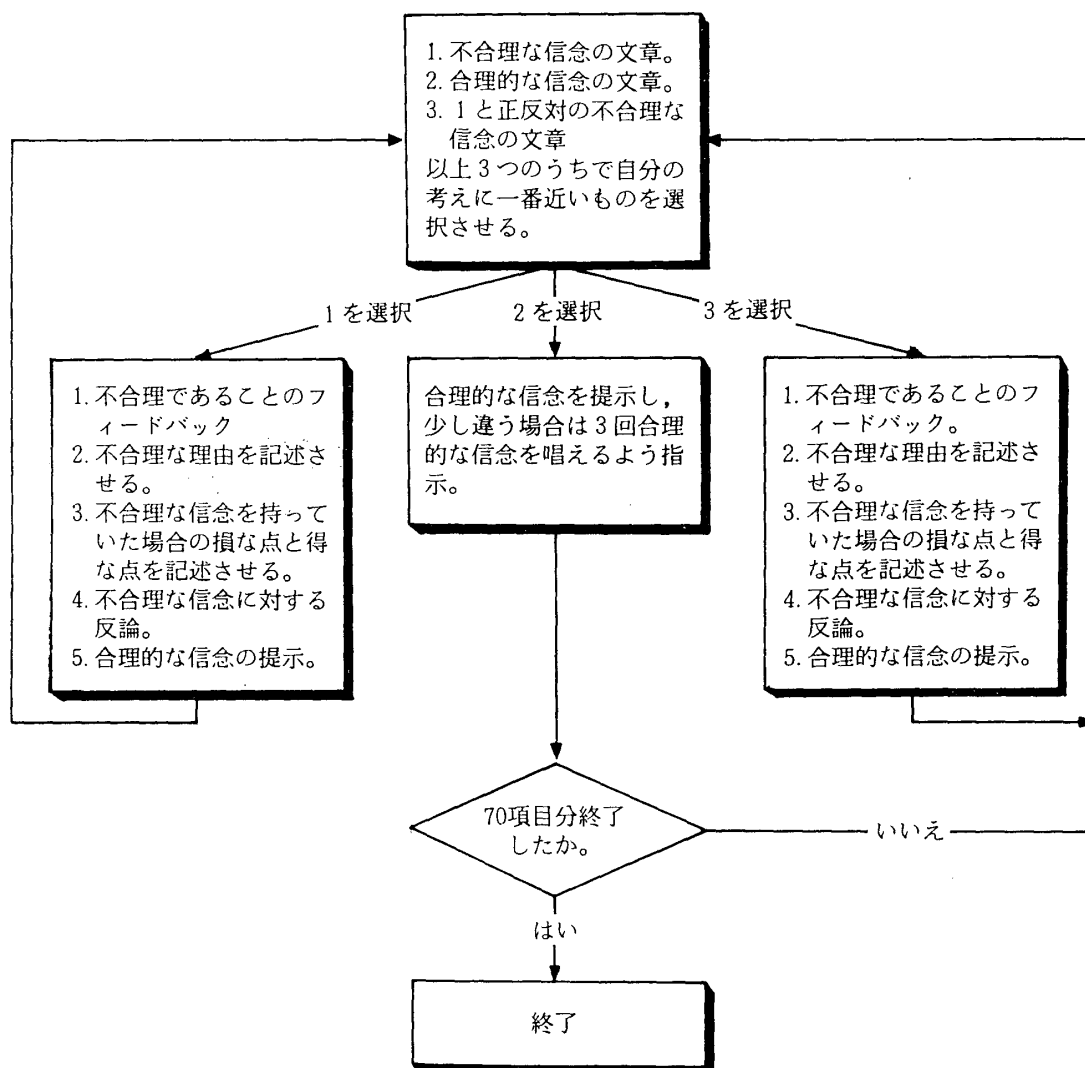 1. 不合理な信念の文章。
2. 合理的な信念の文章。
3. 1と正反対の不合理な
信念の文章
以上3つのうちで自分の
考えに一番近いものを選
択させる。
1を選択
2を選択
3を選択
1. 不合理であることのフ
ィードバック
2. 不合理な理由を記述さ
せる。
3. 不合理な信念を持って
いた場合の損な点と得
な点を記述させる。
4. 不合理な信念に対する
反論。
5. 合理的な信念の提示。
合理的な信念を提示し，
少し違う場合は3回合理
的な信念を唱えるよう指
示。
1. 不合理であることのフ
ィードバック。
2. 不合理な理由を記述さ
せる。
3. 不合理な信念を持って
いた場合の損な点と得
な点を記述させる。
4. 不合理な信念に対する
反論。
5. 合理的な信念の提示。
70項目分終了
したか。
いいえ
はい
終了